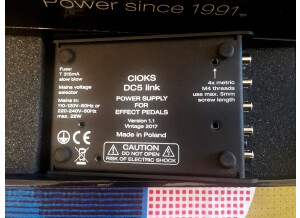 Power since 1991
Fuse:
T 315mA
slow blow
Mains voltage
selector
Mains in:
110-120V~60Hz or
220-240V~50Hz
max. 22W
CIOKS
DC5 link
POWER SUPPLY
FOR
EFFECT PEDALS
Version 1.1
Vintage 2017
Made in Poland
4x metric
M4 threads
use max. 5mm
screw length
CE
CAUTION
DO NOT OPEN
RISK OF ELECTRIC SHOCK